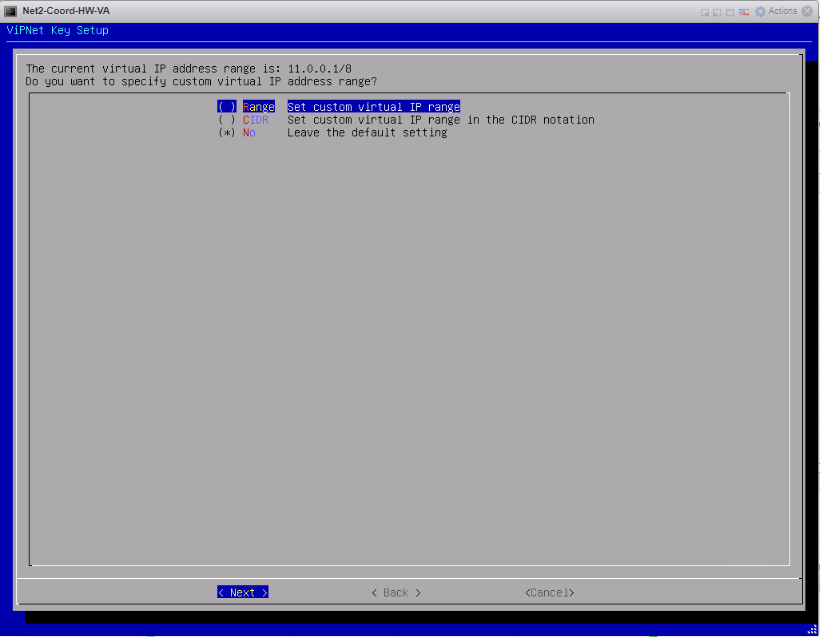 Net2-Coord-HW-VA
Actions
ViPNet Key Setup
The current virtual IP address range is: 11.0.0.1/8
Do you want to specify custom virtual IP address range?
( ) Range Set custom virtual IP range
( ) CIDR Set custom virtual IP range in the CIDR notation
(*) No Leave the default setting
< Next > < Back > <Cancel>